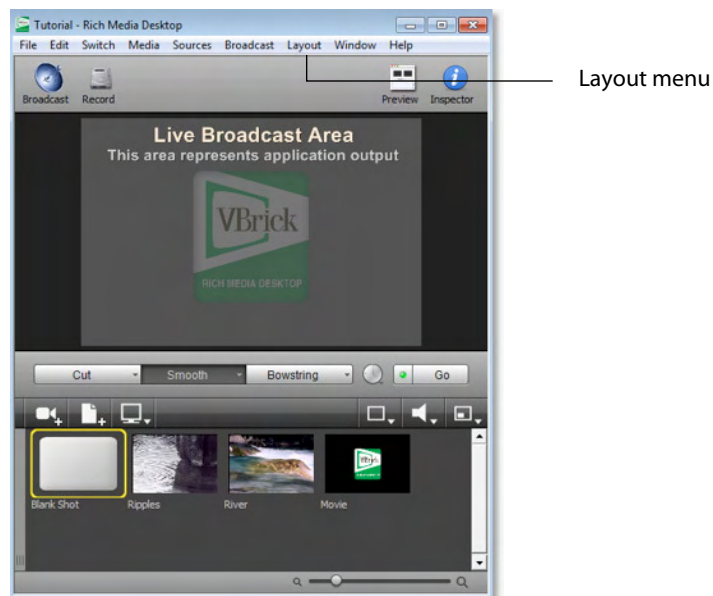 Tutorial - Rich Media Desktop
File Edit Switch Media Sources Broadcast Layout Window Help
Layout menu
Broadcast Record Preview Inspector
Live Broadcast Area
This area represents application output
VBrick
RICH MEDIA DESKTOP
Cut Smooth Bowstring Go
VBrick
Blank Shot Ripples River Movie